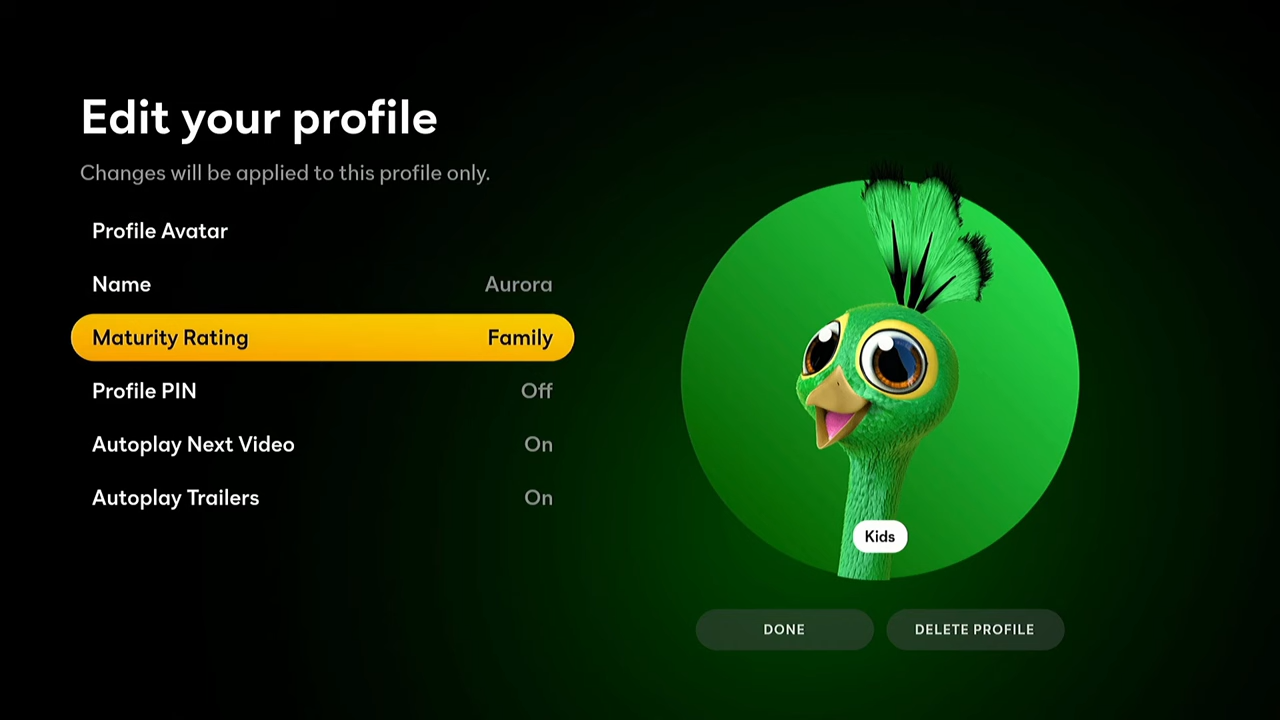 Edit your profile
Changes will be applied to this profile only.
Profile Avatar
Name Aurora
Maturity Rating Family
Profile PIN Off
Autoplay Next Video On
Autoplay Trailers On
Kids
DONE DELETE PROFILE